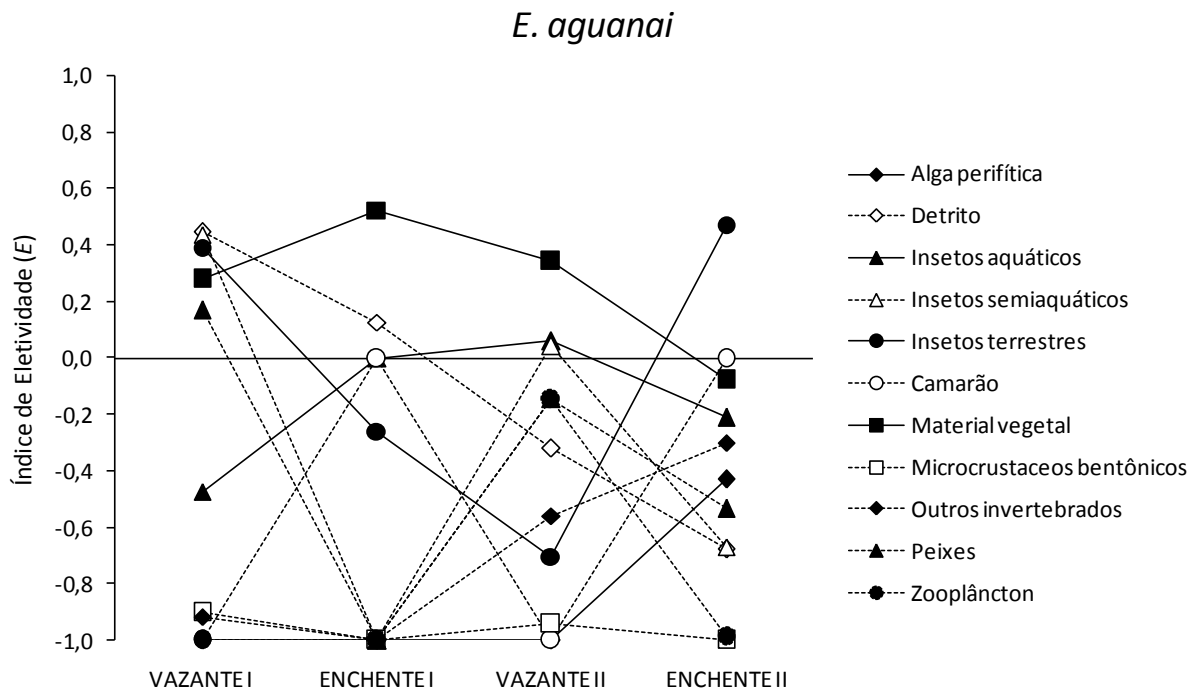 E. aguanai
Índice de Eletividade (E)
1,0
0,8
0,6
0,4
0,2
0,0
-0,2
-0,4
-0,6
-0,8
-1,0
VAZANTE I
ENCHENTE I
VAZANTE II
ENCHENTE II
Alga perifítica
Detrito
Insetos aquáticos
Insetos semiaquáticos
Insetos terrestres
Camarão
Material vegetal
Microcrustaceos bentônicos
Outros invertebrados
Peixes
Zooplâncton